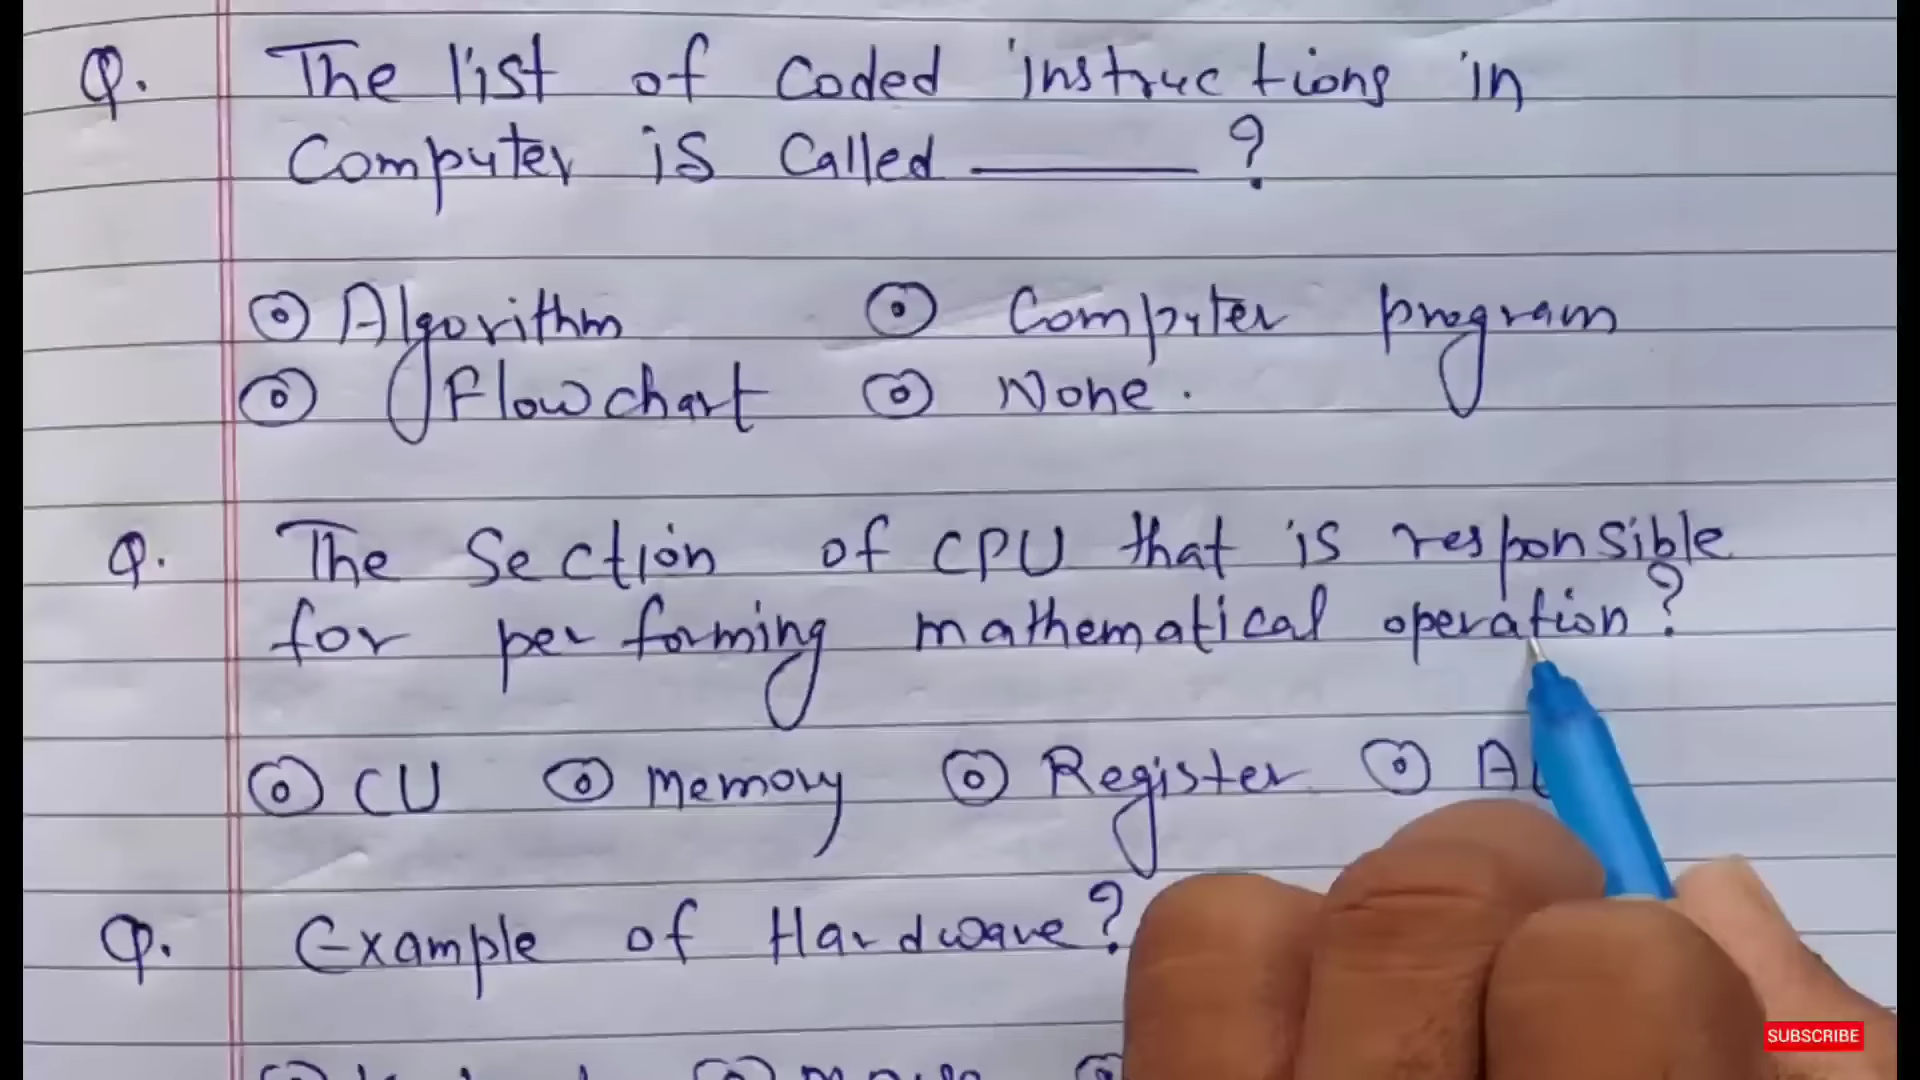 Q. The list of Coded instructions in
Computer is Called ______ ?
Algorithm Computer program
Flowchart None.
Q. The Section of CPU that is responsible
for performing mathematical operation?
CU Memory Register
Q. Example of Hardware?
SUBSCRIBE